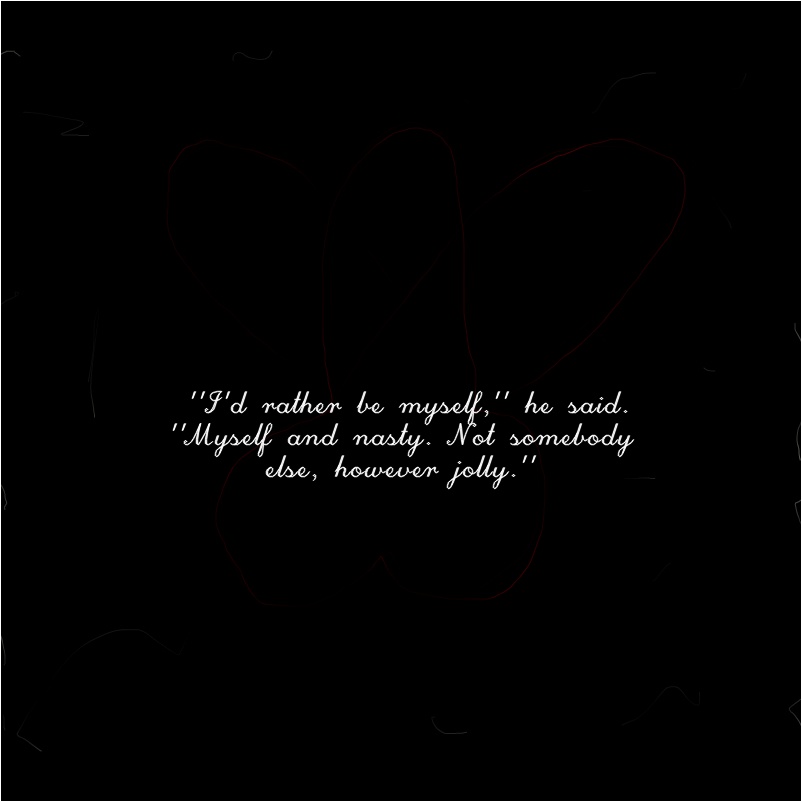 "I'd rather be myself," he said.
"Myself and nasty. Not somebody
else, however jolly."